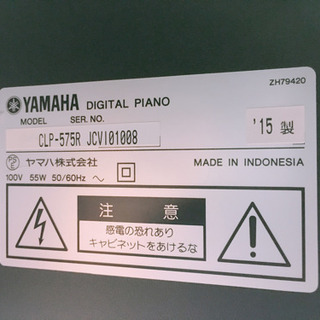 ZH79420
YAMAHA DIGITAL PIANO
MODEL SER. NO.
CLP-575R JCVI01008 '15 製
ヤマハ株式会社 MADE IN INDONESIA
100V 55W 50/60Hz
注意
感電の恐れあり
キャビネットをあけるな